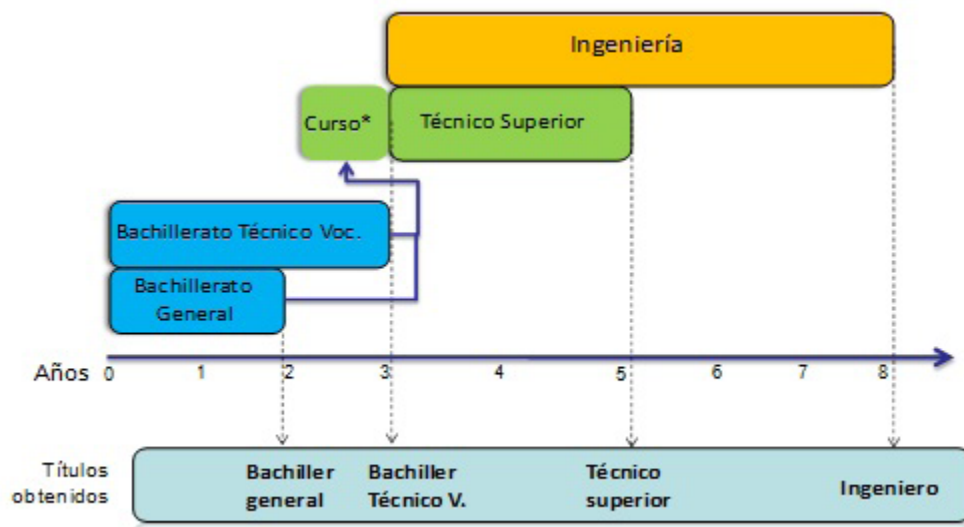 Ingeniería
Curso*
Técnico Superior
Bachillerato Técnico Voc.
Bachillerato
General
Años 0 1 2 3 4 5 6 7 8
Títulos
obtenidos
Bachiller
general
Bachiller
Técnico V.
Técnico
superior
Ingeniero